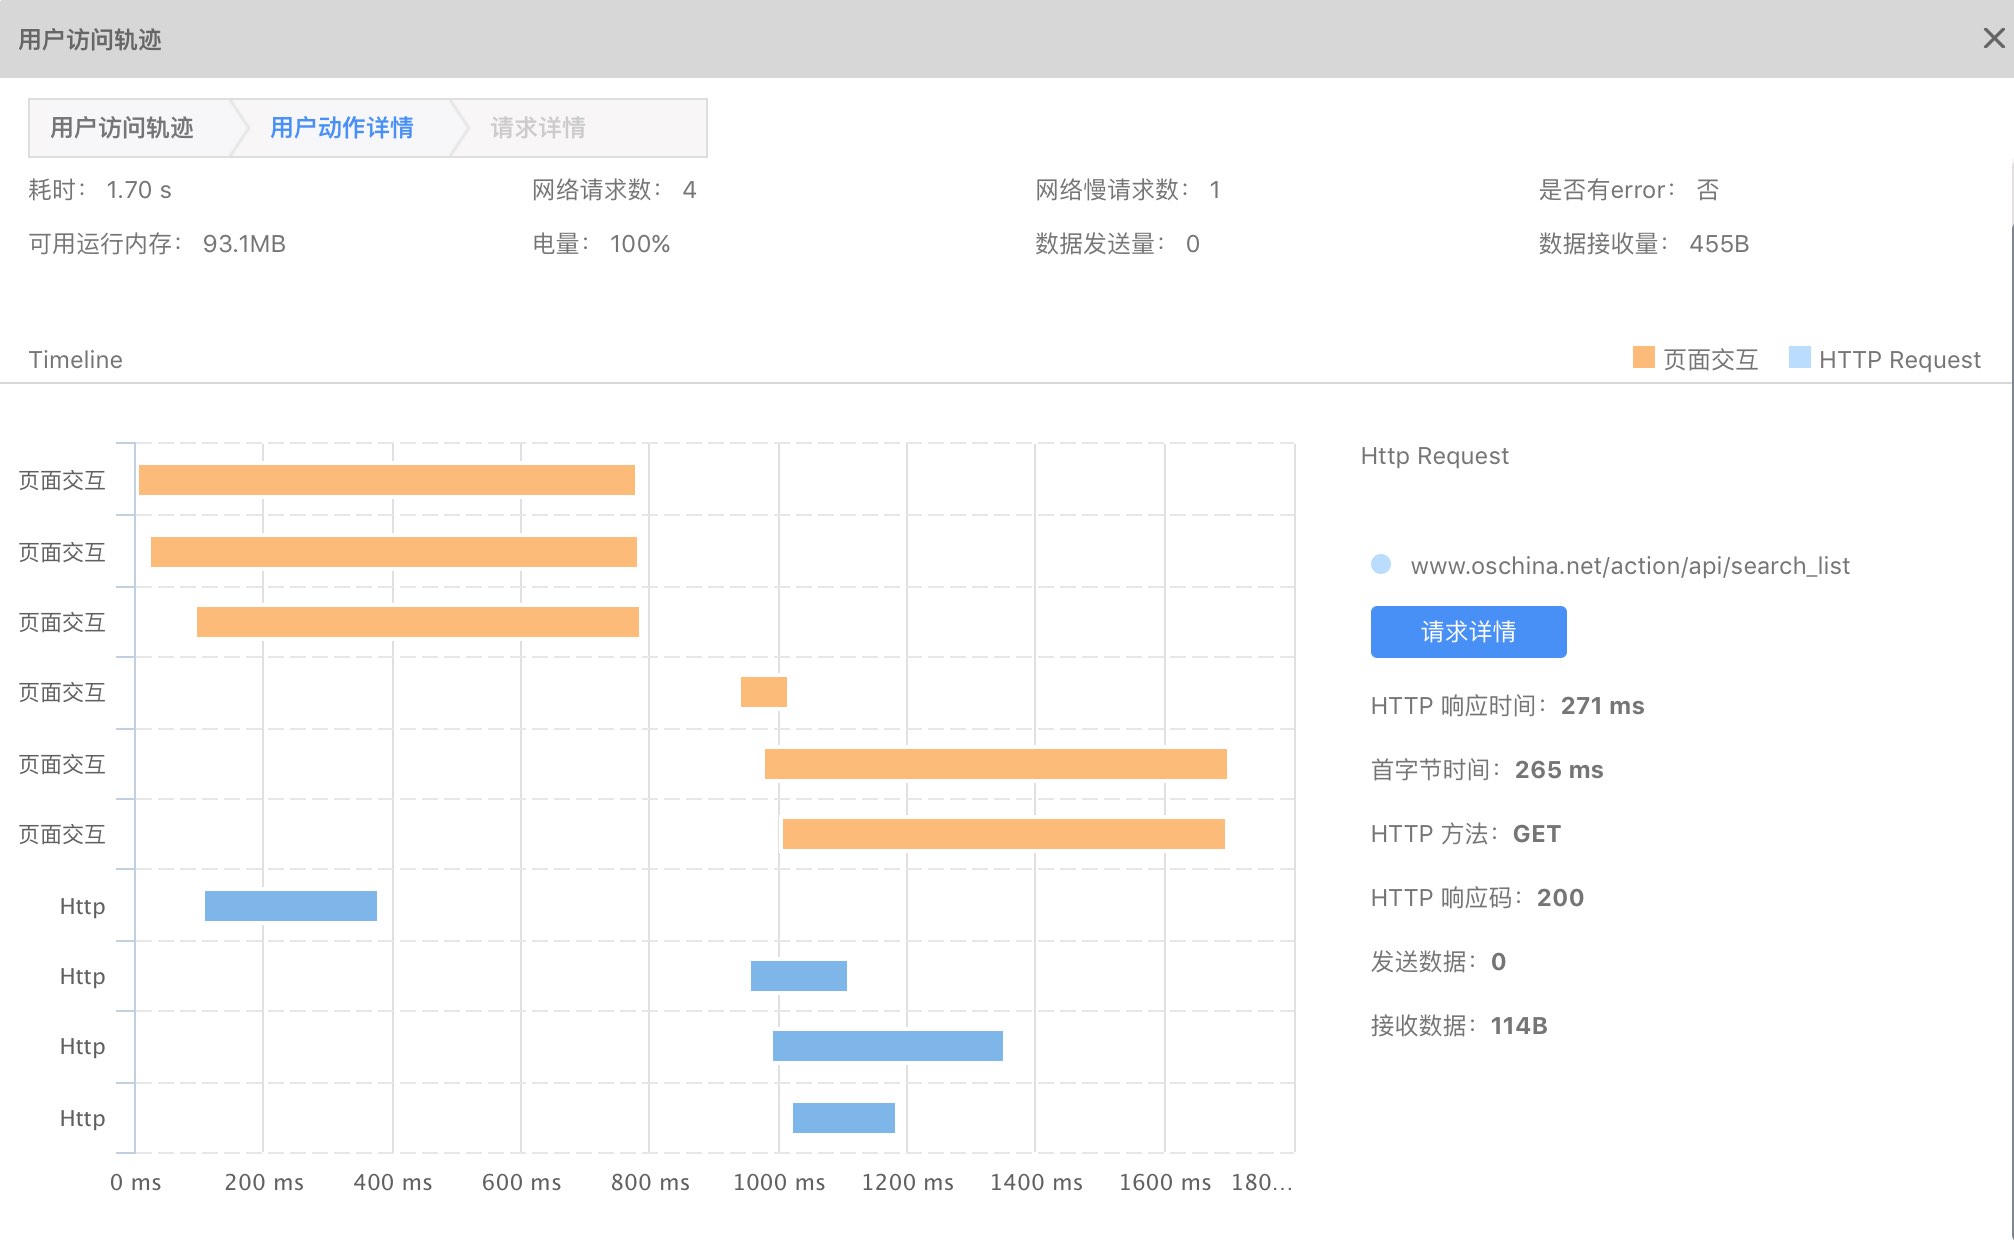 用户访问轨迹
用户访问轨迹 用户动作详情 请求详情
耗时： 1.70 s 网络请求数： 4 网络慢请求数： 1 是否有error： 否
可用运行内存： 93.1MB 电量： 100% 数据发送量： 0 数据接收量： 455B
Timeline 页面交互 HTTP Request
页面交互
页面交互
页面交互
页面交互
页面交互
页面交互
Http
Http
Http
Http
0 ms 200 ms 400 ms 600 ms 800 ms 1000 ms 1200 ms 1400 ms 1600 ms 180...
Http Request
www.oschina.net/action/api/search_list
请求详情
HTTP 响应时间： 271 ms
首字节时间： 265 ms
HTTP 方法： GET
HTTP 响应码： 200
发送数据： 0
接收数据： 114B